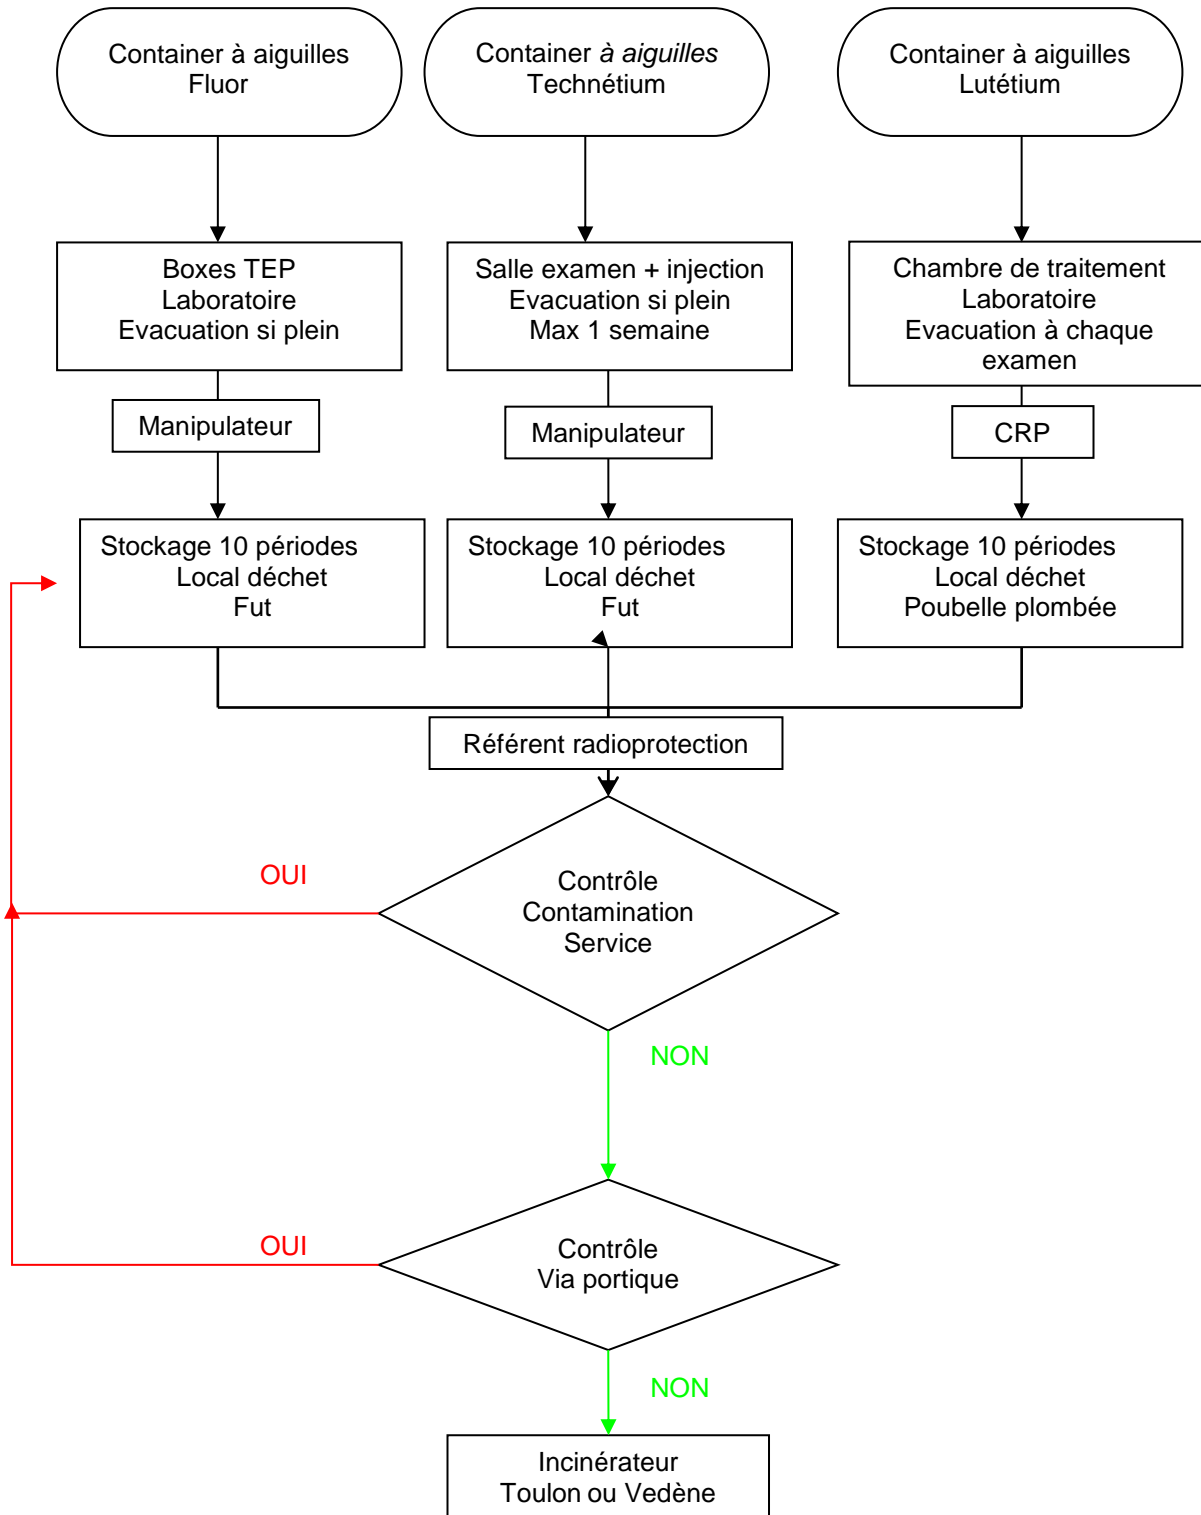 Container à aiguilles
Fluor
Container à aiguilles
Technétium
Container à aiguilles
Lutétium
Boxes TEP
Laboratoire
Evacuation si plein
Salle examen + injection
Evacuation si plein
Max 1 semaine
Chambre de traitement
Laboratoire
Evacuation à chaque
examen
Manipulateur
Manipulateur
CRP
Stockage 10 périodes
Local déchet
Fut
Stockage 10 périodes
Local déchet
Fut
Stockage 10 périodes
Local déchet
Poubelle plombée
Référent radioprotection
OUI
Contrôle
Contamination
Service
NON
OUI
Contrôle
Via portique
NON
Incinérateur
Toulon ou Vedène